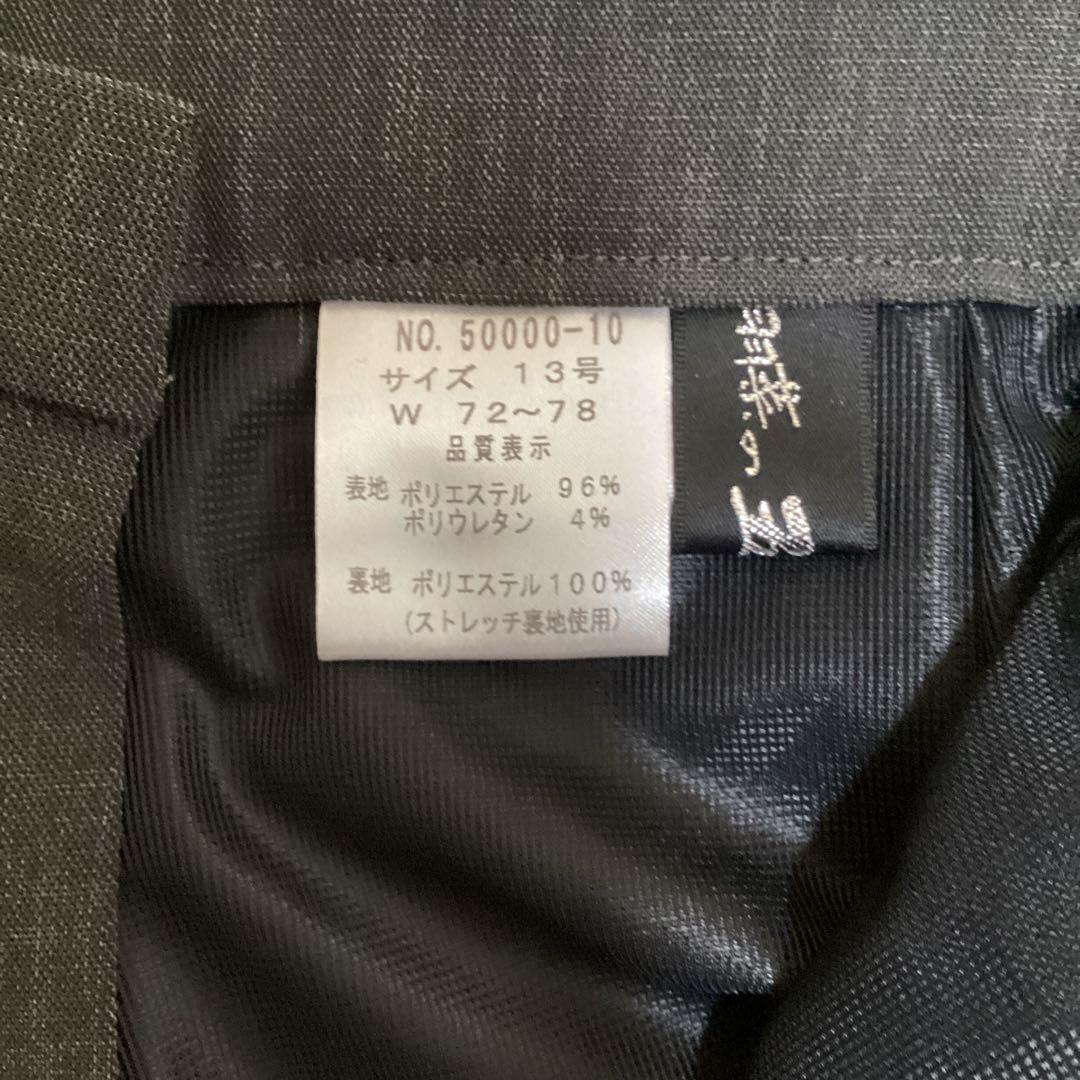 NO. 50000-10
サイズ 13号
W 72～78
品質表示
表地 ポリエステル 96%
ポリウレタン 4%
裏地 ポリエステル100%
(ストレッチ裏地使用)